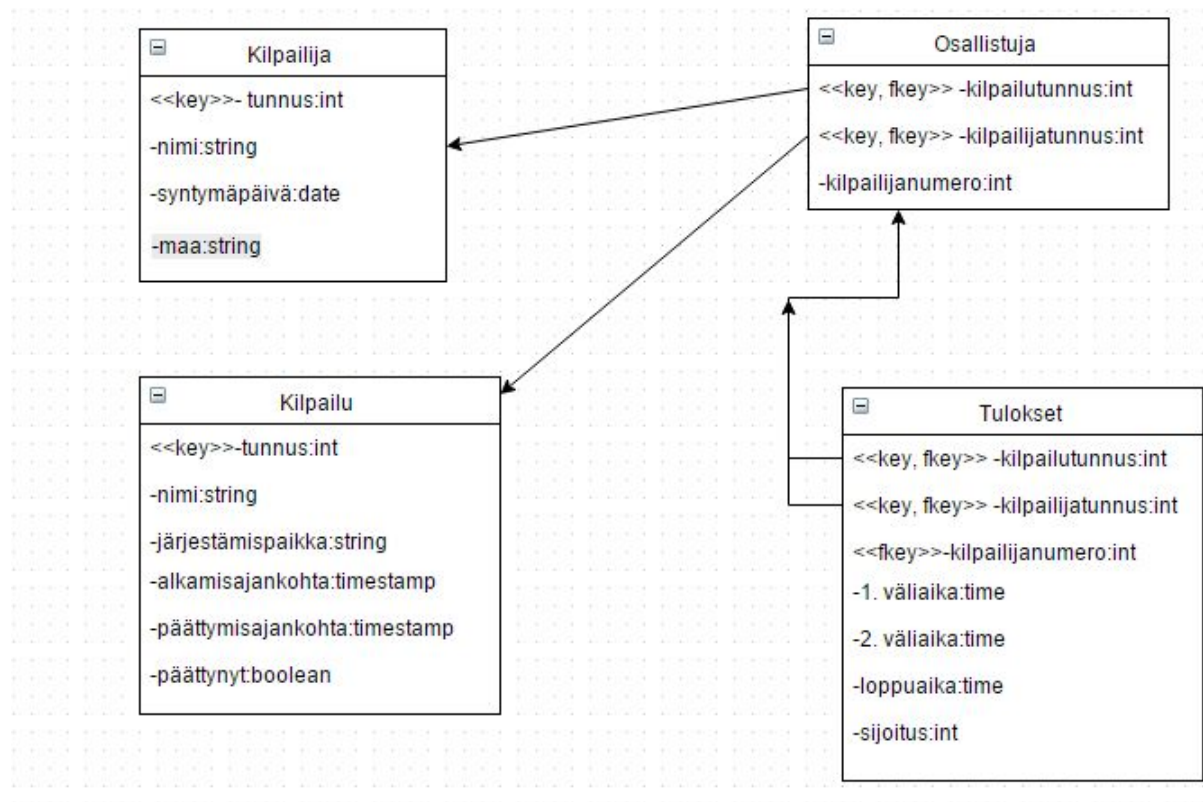 Kilpailija
<<key>>- tunnus:int
-nimi:string
-syntymäpäivä:date
-maa:string
Osallistuja
<<key, fkey>> -kilpailutunnus:int
<<key, fkey>> -kilpailijatunnus:int
-kilpailijanumero:int
Kilpailu
<<key>>-tunnus:int
-nimi:string
-järjestämispaikka:string
-alkamisajankohta:timestamp
-päättymisajankohta:timestamp
-päättynyt:boolean
Tulokset
<<key, fkey>> -kilpailutunnus:int
<<key, fkey>> -kilpailijatunnus:int
<<fkey>>-kilpailijanumero:int
-1. väliaika:time
-2. väliaika:time
-loppuaika:time
-sijoitus:int